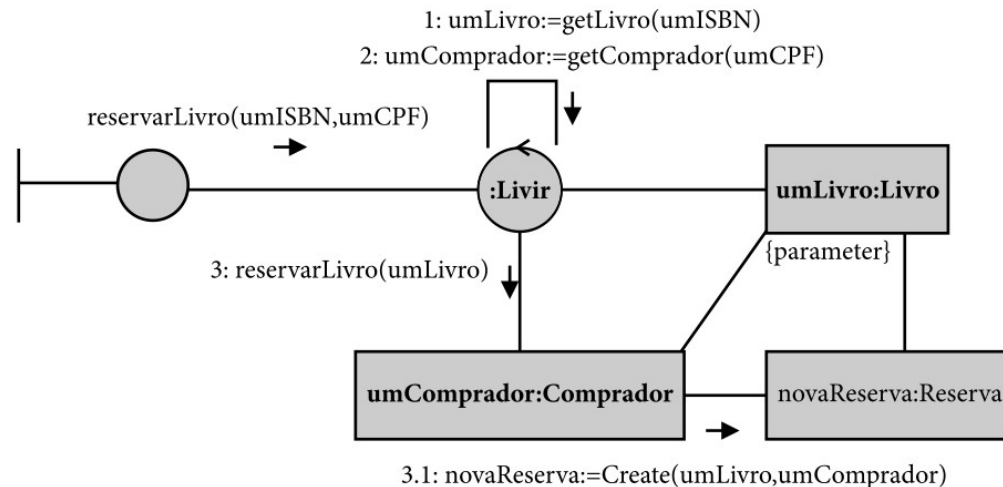 1: umLivro:=getLivro(umISBN)
2: umComprador:=getComprador(umCPF)
reservarLivro(umISBN,umCPF)
:Livir
umLivro:Livro
{parameter}
3: reservarLivro(umLivro)
umComprador:Comprador
novaReserva:Reserva
3.1: novaReserva:=Create(umLivro,umComprador)